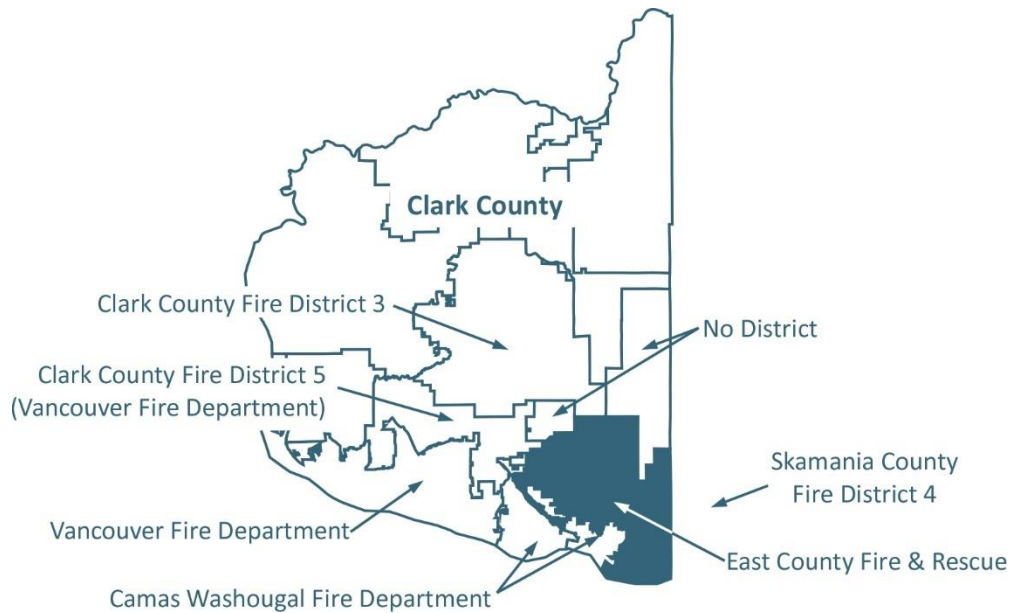 Clark County
Clark County Fire District 3
No District
Clark County Fire District 5
(Vancouver Fire Department)
Skamania County
Fire District 4
Vancouver Fire Department
East County Fire & Rescue
Camas Washougal Fire Department